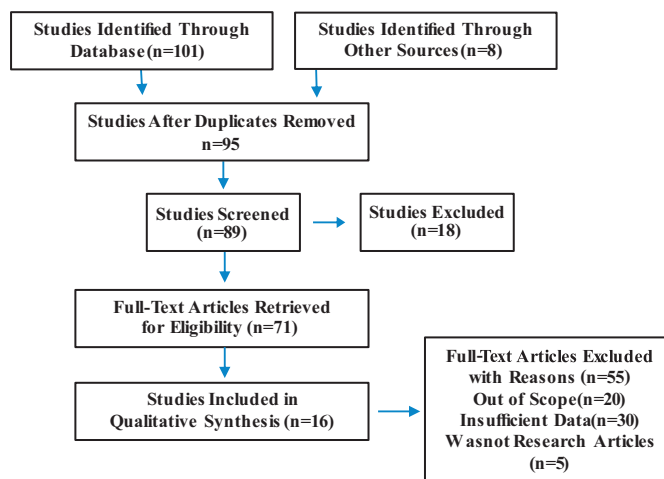 Studies Identified Through
Database(n=101)
Studies Identified Through
Other Sources(n=8)
Studies After Duplicates Removed
n=95
Studies Screened
(n=89)
Studies Excluded
(n=18)
Full-Text Articles Retrieved
for Eligibility (n=71)
Studies Included in
Qualitative Synthesis (n=16)
Full-Text Articles Excluded
with Reasons (n=55)
Out of Scope(n=20)
Insufficient Data(n=30)
Wasnot Research Articles
(n=5)